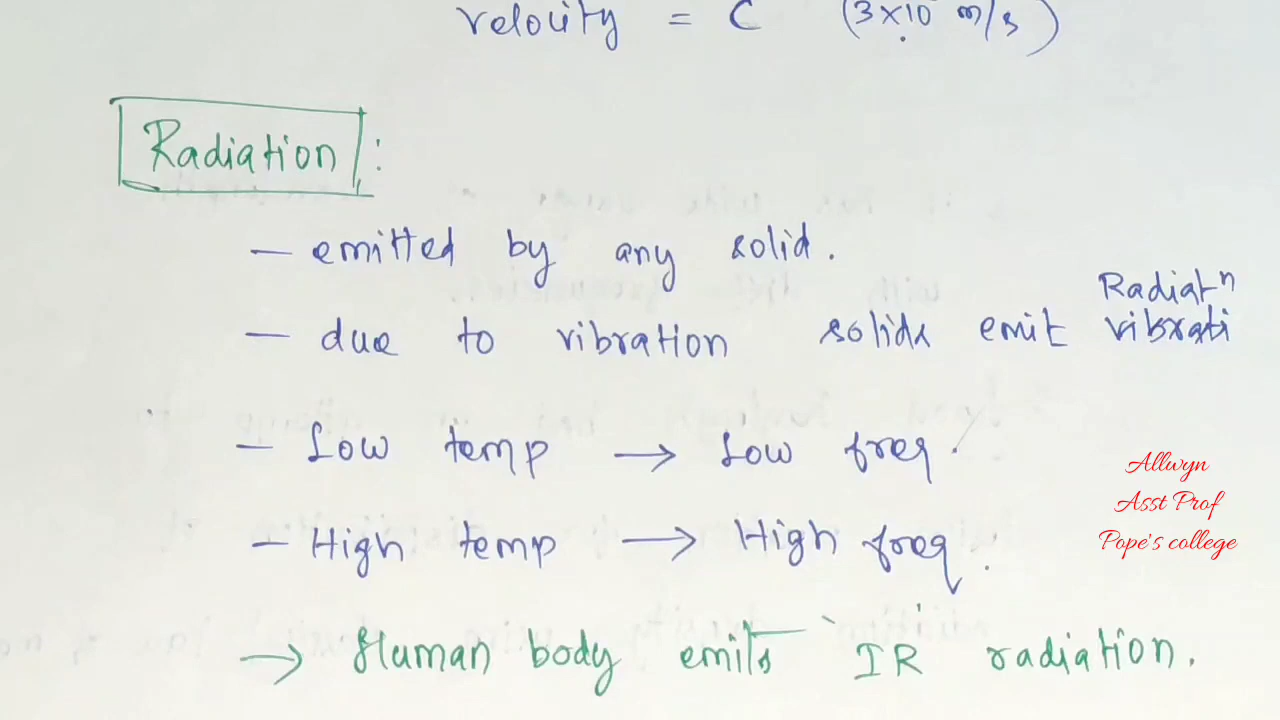 velocity = C (3×10 m/s)
Radiation :
— emitted by any solid.
Radiatn
— due to vibration solids emit vibrati
— Low temp → Low freq.
— High temp → High freq.
→ Human body emits IR radiation.
Allwyn
Asst Prof
Pope's college